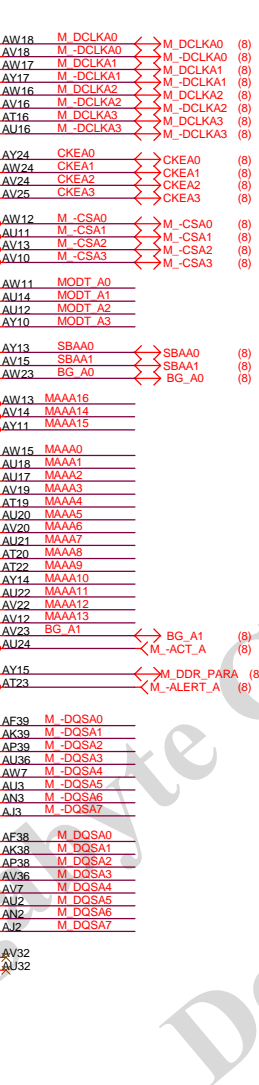 AW18 M_DCLKA0 M_DCLKA0 (8)
AV18 M_-DCLKA0 M_-DCLKA0 (8)
AW17 M_DCLKA1 M_DCLKA1 (8)
AY17 M_-DCLKA1 M_-DCLKA1 (8)
AW16 M_DCLKA2 M_DCLKA2 (8)
AV16 M_-DCLKA2 M_-DCLKA2 (8)
AT16 M_DCLKA3 M_DCLKA3 (8)
AU16 M_-DCLKA3 M_-DCLKA3 (8)
AY24 CKEA0 CKEA0 (8)
AW24 CKEA1 CKEA1 (8)
AV24 CKEA2 CKEA2 (8)
AV25 CKEA3 CKEA3 (8)
AW12 M_-CSA0 M_-CSA0 (8)
AU11 M_-CSA1 M_-CSA1 (8)
AV13 M_-CSA2 M_-CSA2 (8)
AV10 M_-CSA3 M_-CSA3 (8)
AW11 MODT_A0
AU14 MODT_A1
AU12 MODT_A2
AY10 MODT_A3
AY13 SBAA0 SBAA0 (8)
AV15 SBAA1 SBAA1 (8)
AW23 BG_A0 BG_A0 (8)
AW13 MAAA16
AV14 MAAA14
AY11 MAAA15
AW15 MAAA0
AU18 MAAA1
AU17 MAAA2
AV19 MAAA3
AT19 MAAA4
AU20 MAAA5
AV20 MAAA6
AU21 MAAA7
AT20 MAAA8
AT22 MAAA9
AY14 MAAA10
AU22 MAAA11
AV22 MAAA12
AV12 MAAA13
AV23 BG_A1 BG_A1 (8)
AU24 M_-ACT_A (8)
AY15 M_DDR_PARA (8
AT23 M_-ALERT_A (8)
AF39 M_-DQSA0
AK39 M_-DQSA1
AP39 M_-DQSA2
AU36 M_-DQSA3
AW7 M_-DQSA4
AU3 M_-DQSA5
AN3 M_-DQSA6
AJ3 M_-DQSA7
AF38 M_DQSA0
AK38 M_DQSA1
AP38 M_DQSA2
AV36 M_DQSA3
AV7 M_DQSA4
AU2 M_DQSA5
AN2 M_DQSA6
AJ2 M_DQSA7
AV32
AU32